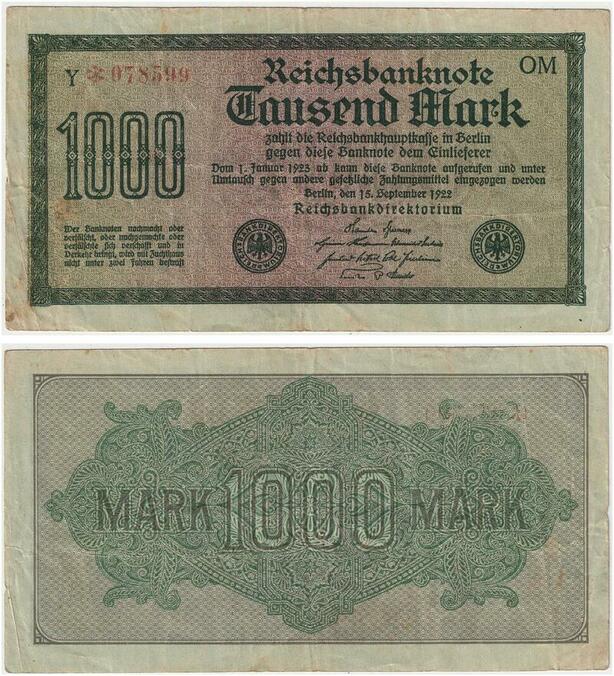 Y *078599
Reichsbanknote
OM
Tausend Mark
1000
zahlt die Reichsbankhauptkasse in Berlin
gegen diese Banknote dem Einlieferer
Vom 1. Januar 1923 ab kann diese Banknote aufgerufen und unter
Umtausch gegen andere gesetzliche Zahlungsmittel eingezogen werden
Berlin, den 15. September 1922
Reichsbankdirektorium
Wer Banknoten nachmacht oder
verfälscht, oder nachgemachte oder
verfälschte sich verschafft und in
Verkehr bringt, wird mit Zuchthaus
nicht unter zwei Jahren bestraft
MARK 1000 MARK